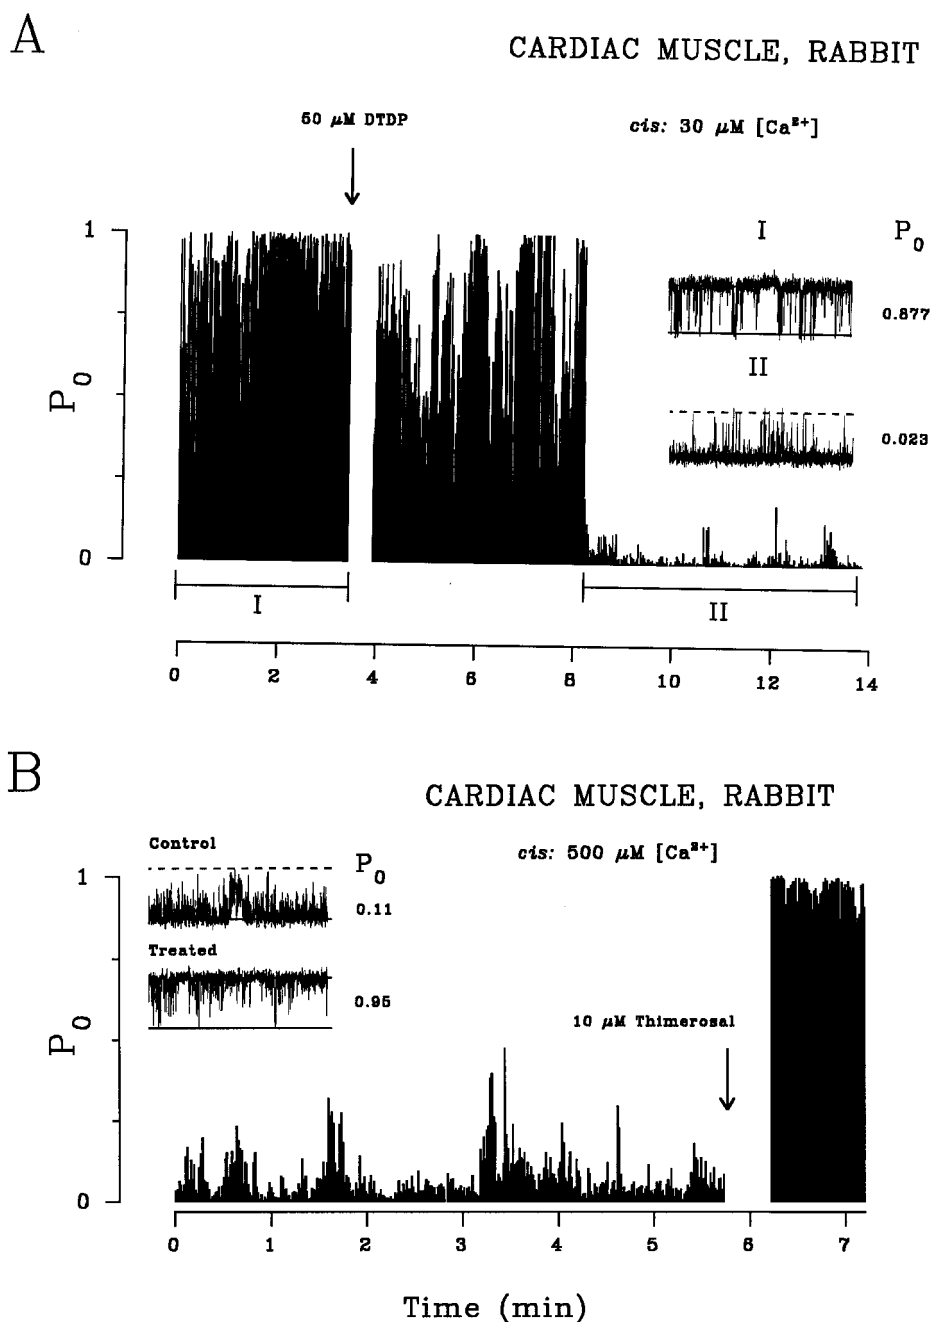 A
CARDIAC MUSCLE, RABBIT
50 μM DTDP
cis: 30 μM [Ca²⁺]
1
I
P₀
0.877
II
P₀
0.023
0
I
II
0 2 4 6 8 10 12 14
B
CARDIAC MUSCLE, RABBIT
Control
cis: 500 μM [Ca²⁺]
P₀
1
0.11
Treated
0.95
10 μM Thimerosal
P₀
0
0 1 2 3 4 5 6 7
Time (min)